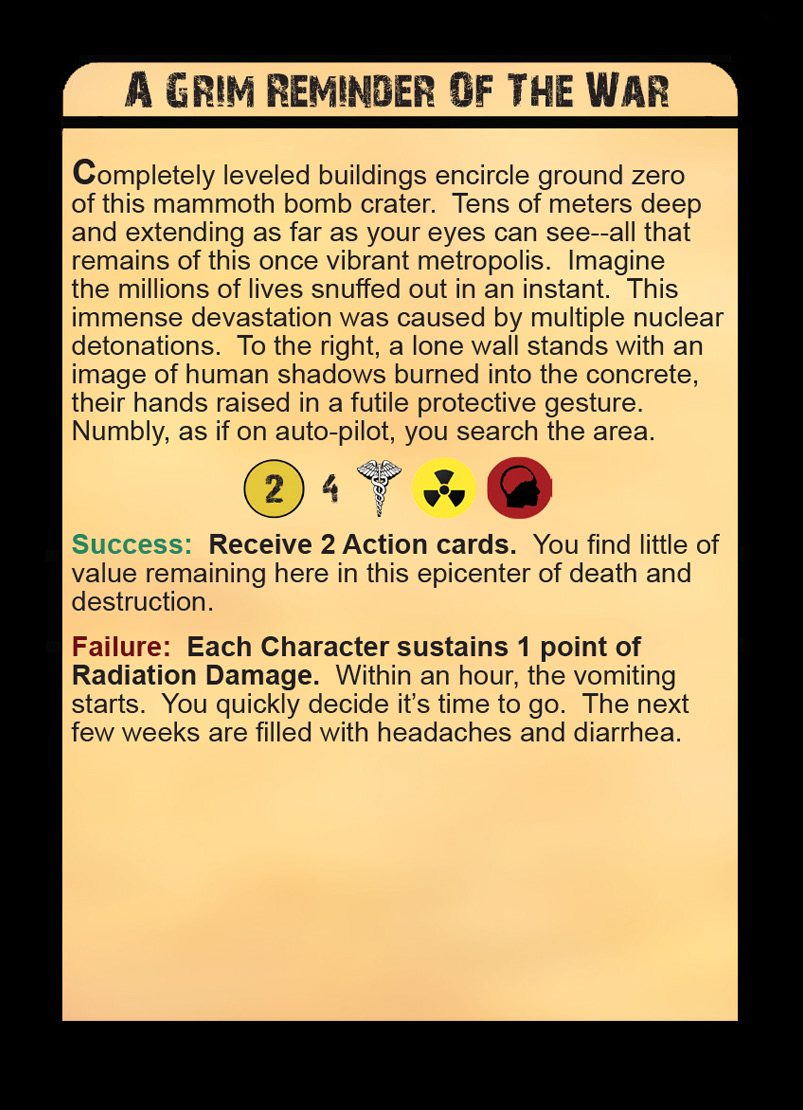 A Grim Reminder Of The War
Completely leveled buildings encircle ground zero
of this mammoth bomb crater.  Tens of meters deep
and extending as far as your eyes can see--all that
remains of this once vibrant metropolis.  Imagine
the millions of lives snuffed out in an instant.  This
immense devastation was caused by multiple nuclear
detonations.  To the right, a lone wall stands with an
image of human shadows burned into the concrete,
their hands raised in a futile protective gesture.
Numbly, as if on auto-pilot, you search the area.
2 4
Success:  Receive 2 Action cards.  You find little of
value remaining here in this epicenter of death and
destruction.
Failure:  Each Character sustains 1 point of
Radiation Damage.  Within an hour, the vomiting
starts.  You quickly decide it’s time to go.  The next
few weeks are filled with headaches and diarrhea.